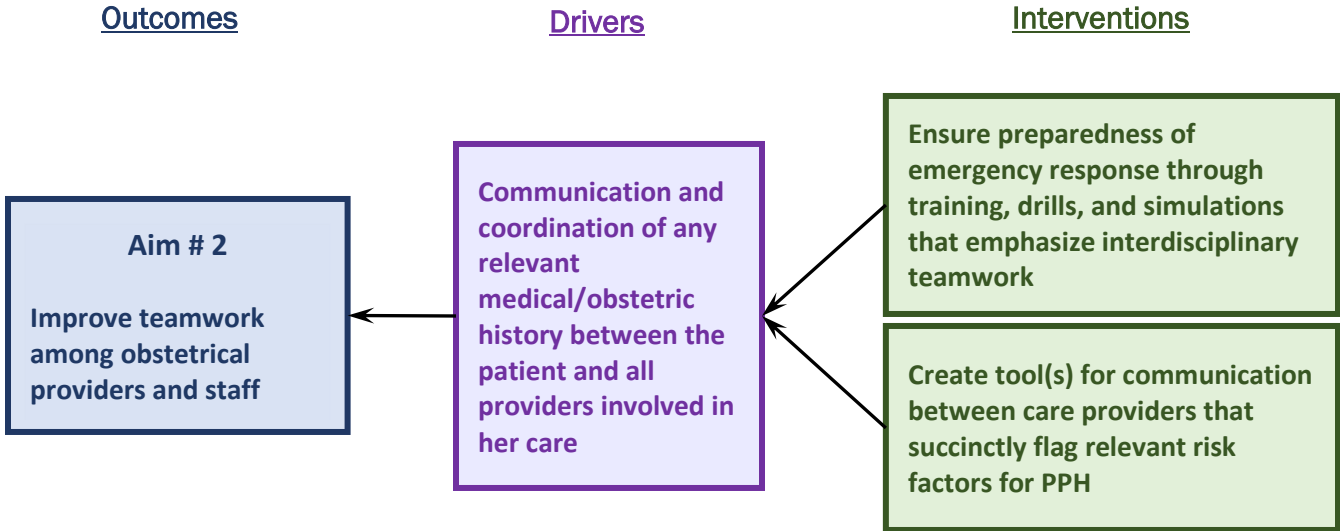 Outcomes
Drivers
Interventions
Aim # 2
Improve teamwork
among obstetrical
providers and staff
Communication and
coordination of any
relevant
medical/obstetric
history between the
patient and all
providers involved in
her care
Ensure preparedness of
emergency response through
training, drills, and simulations
that emphasize interdisciplinary
teamwork
Create tool(s) for communication
between care providers that
succinctly flag relevant risk
factors for PPH